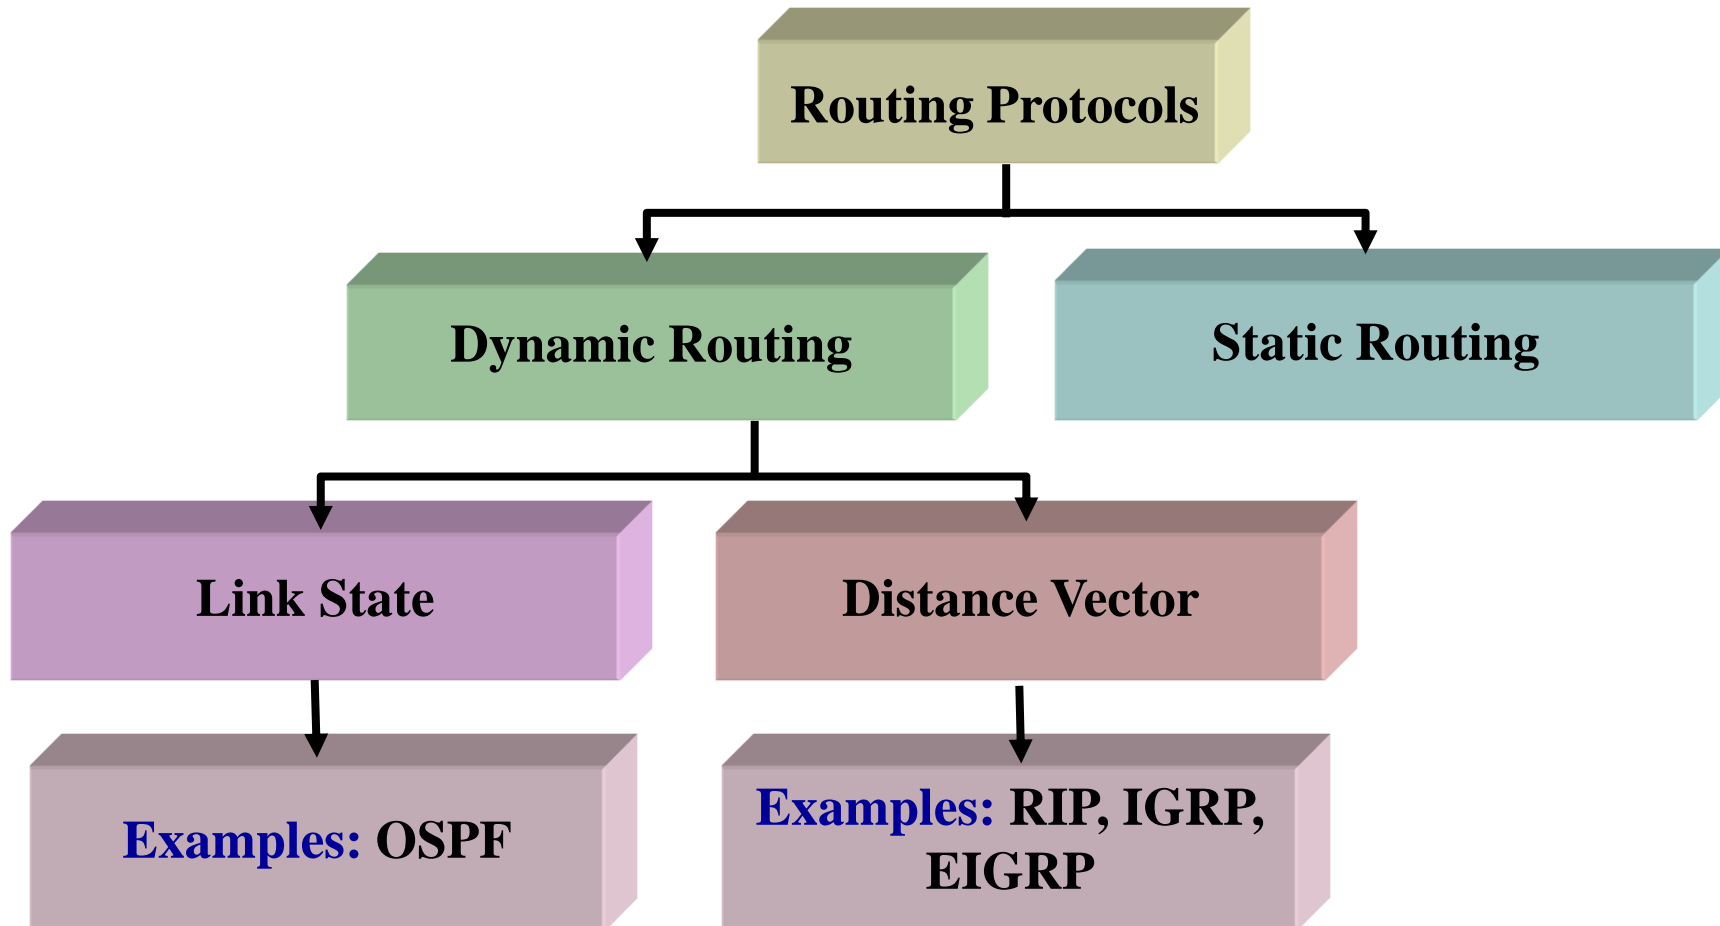 Routing Protocols
Dynamic Routing
Static Routing
Link State
Distance Vector
Examples: OSPF
Examples: RIP, IGRP,
EIGRP